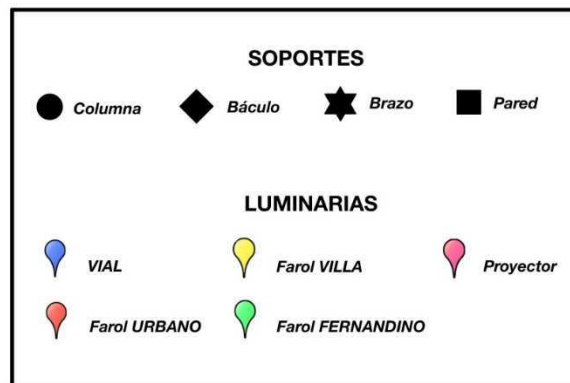 SOPORTES
Columna Báculo Brazo Pared
LUMINARIAS
VIAL Farol VILLA Proyector
Farol URBANO Farol FERNANDINO